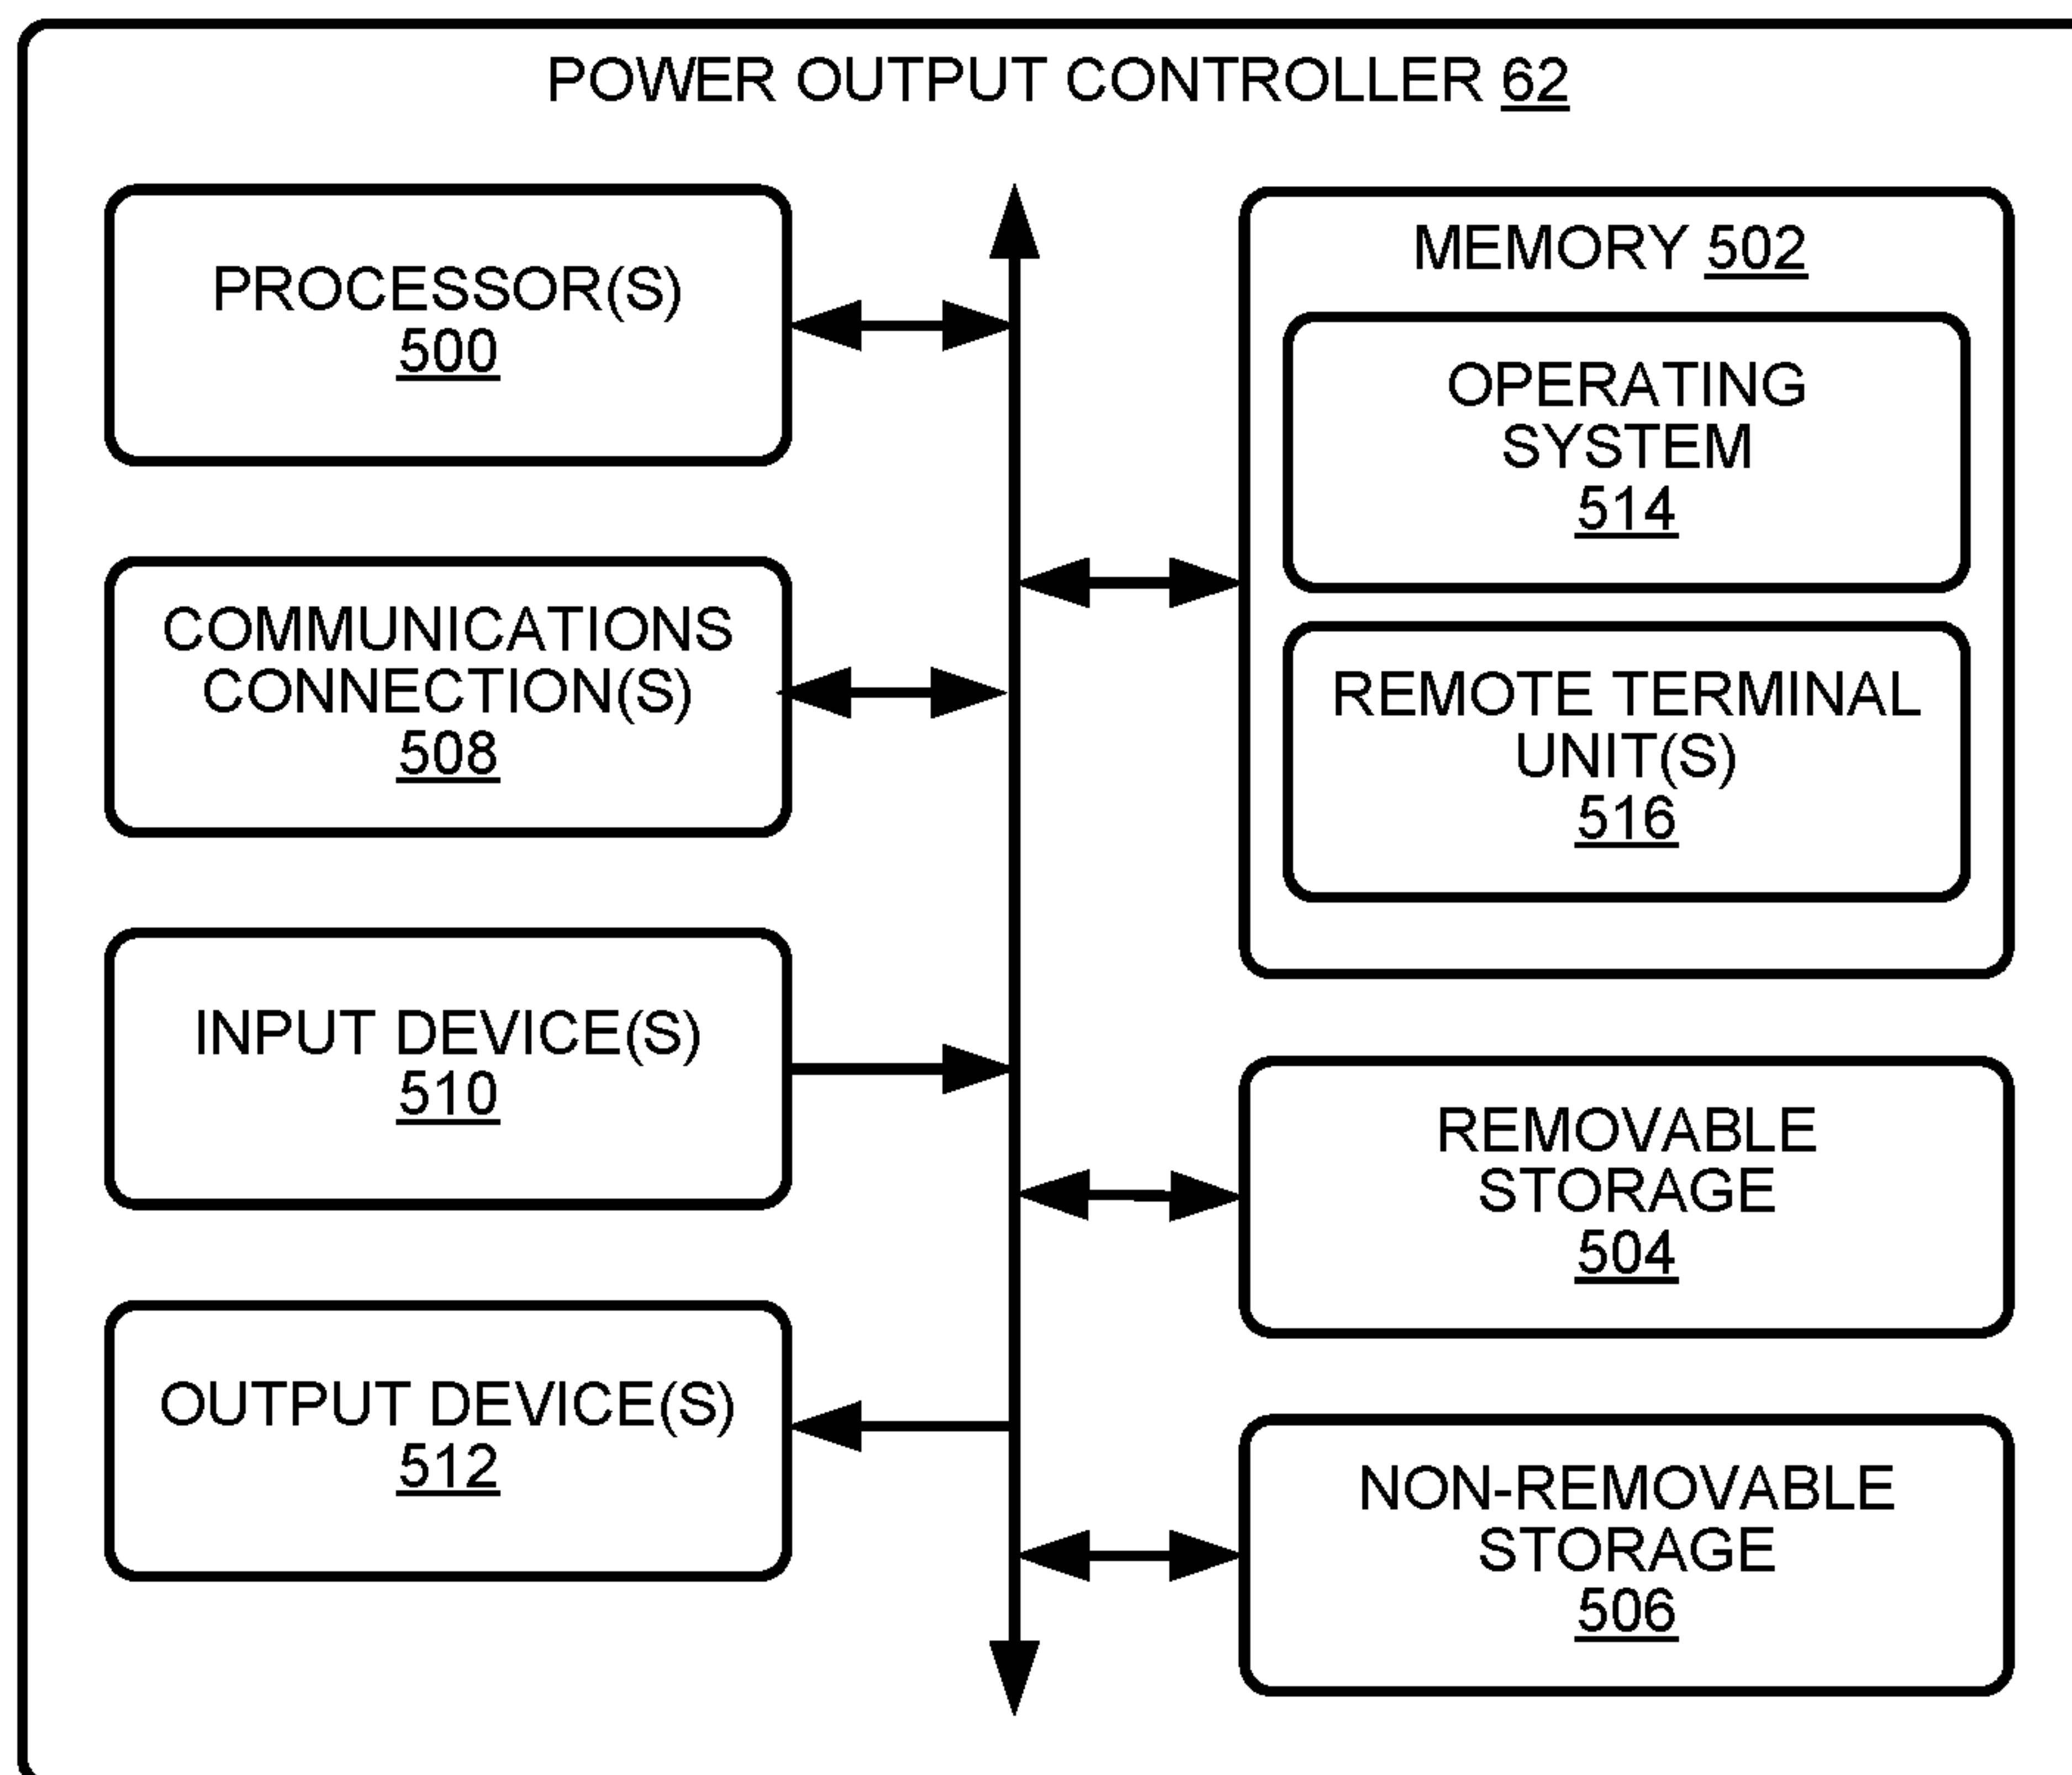 POWER OUTPUT CONTROLLER 62
PROCESSOR(S)
500
COMMUNICATIONS
CONNECTION(S)
508
INPUT DEVICE(S)
510
OUTPUT DEVICE(S)
512
MEMORY 502
OPERATING
SYSTEM
514
REMOTE TERMINAL
UNIT(S)
516
REMOVABLE
STORAGE
504
NON-REMOVABLE
STORAGE
506